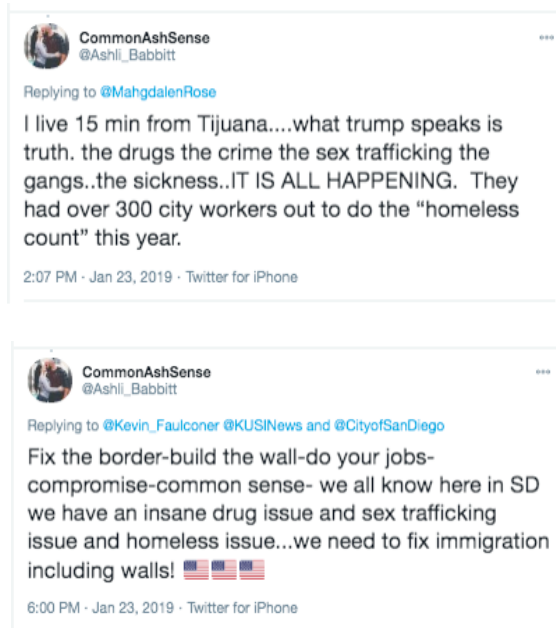 CommonAshSense
@Ashli_Babbitt
Replying to @MahgdalenRose
I live 15 min from Tijuana....what trump speaks is
truth. the drugs the crime the sex trafficking the
gangs..the sickness..IT IS ALL HAPPENING. They
had over 300 city workers out to do the “homeless
count” this year.
2:07 PM · Jan 23, 2019 · Twitter for iPhone
CommonAshSense
@Ashli_Babbitt
Replying to @Kevin_Faulconer @KUSINews and @CityofSanDiego
Fix the border-build the wall-do your jobs-
compromise-common sense- we all know here in SD
we have an insane drug issue and sex trafficking
issue and homeless issue...we need to fix immigration
including walls! 🇺🇸🇺🇸🇺🇸
6:00 PM · Jan 23, 2019 · Twitter for iPhone